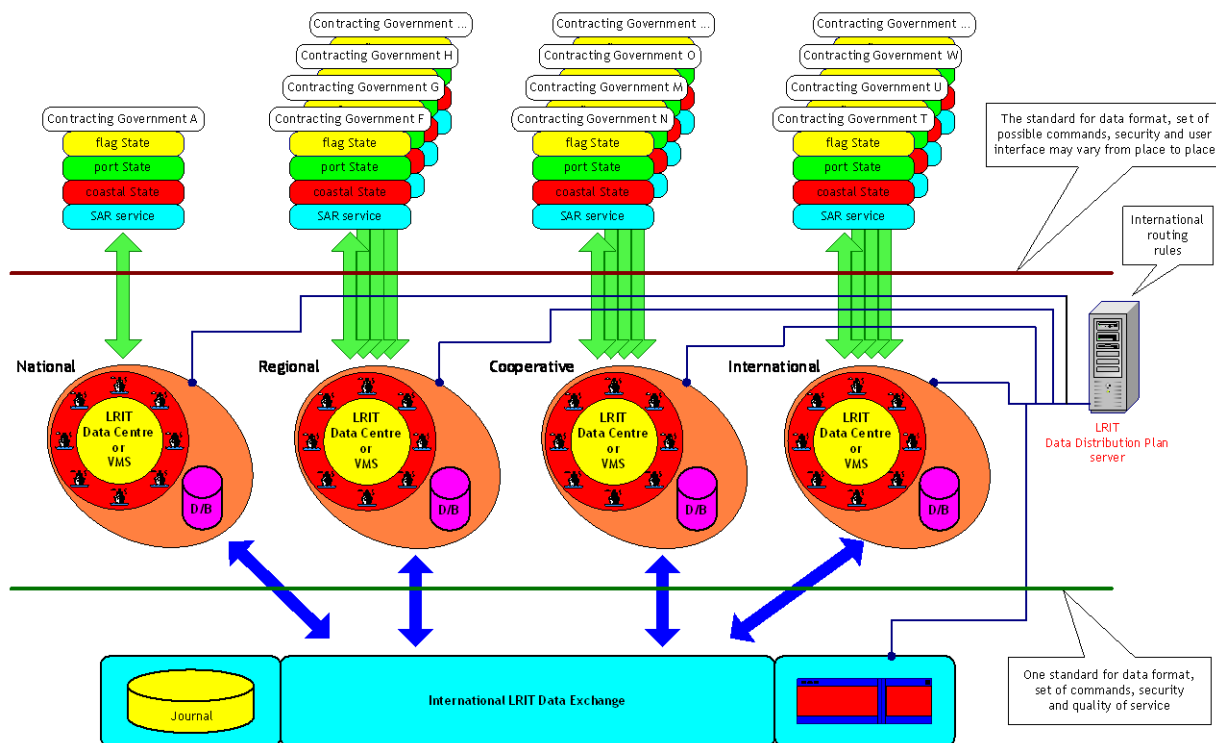 Contracting Government ...
Contracting Government ...
Contracting Government ...
flag State
flag State
flag State
Contracting Government H
Contracting Government O
Contracting Government W
Contracting Government G
Contracting Government M
Contracting Government U
Contracting Government A
Contracting Government F
Contracting Government N
Contracting Government T
flag State
flag State
flag State
flag State
port State
port State
port State
port State
coastal State
coastal State
coastal State
coastal State
SAR service
SAR service
SAR service
SAR service
The standard for data format, set of
possible commands, security and user
interface may vary from place to place
International
routing
rules
National
Regional
Cooperative
International
LRIT
Data Centre
or
VMS
D/B
LRIT
Data Centre
or
VMS
D/B
LRIT
Data Centre
or
VMS
D/B
LRIT
Data Centre
or
VMS
D/B
LRIT
Data Distribution Plan
server
Journal
International LRIT Data Exchange
One standard for data format,
set of commands, security
and quality of service